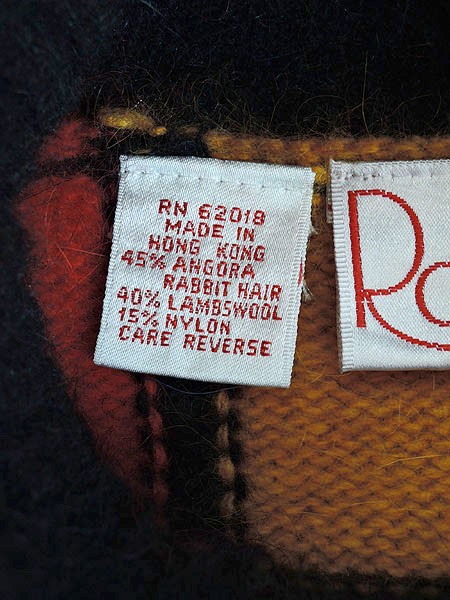 RN 62018
MADE IN
HONG KONG
45% ANGORA
RABBIT HAIR
40% LAMBSWOOL
15% NYLON
CARE REVERSE